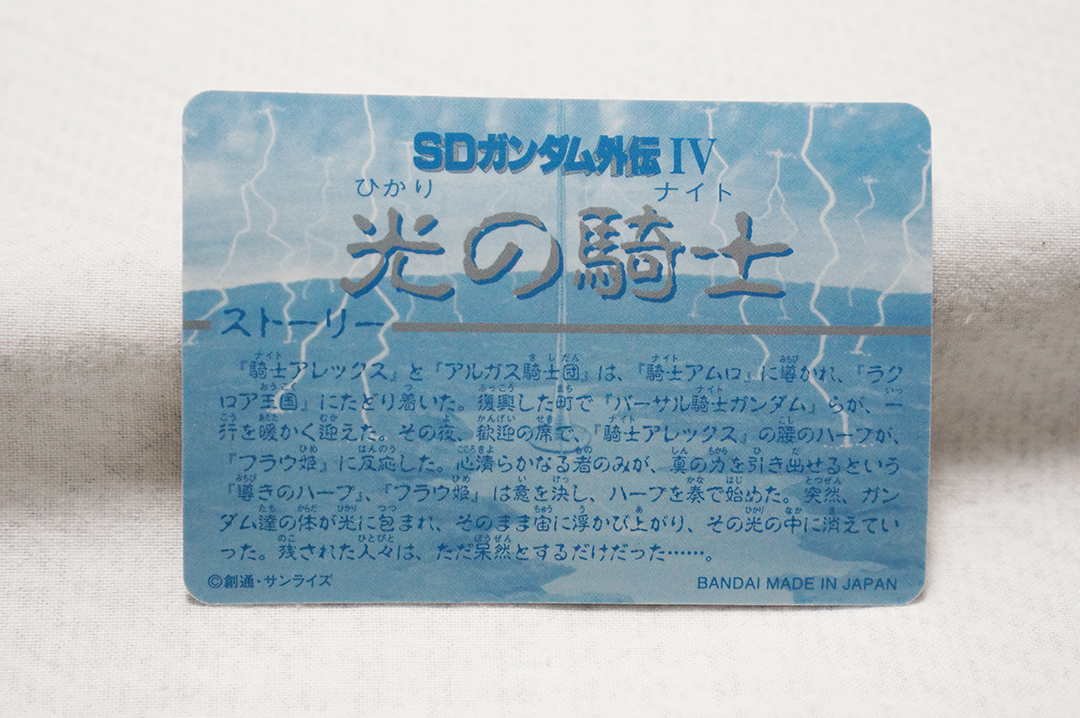 SDガンダム外伝IV
ひかり ナイト
光の騎士
ストーリー
『騎士アレックス』と『アルガス騎士団』は、『騎士アムロ』に導かれ、『ラク
ロア王国』にたどり着いた。復興した町で『バーサル騎士ガンダム』らが、一
行を暖かく迎えた。その夜、歓迎の席で、『騎士アレックス』の腰のハープが、
『フラウ姫』に反応した。心清らかなる者のみが、真の力を引き出せるという
『導きのハープ』、『フラウ姫』は意を決し、ハープを奏で始めた。突然、ガン
ダム達の体が光に包まれ、そのまま宙に浮かび上がり、その光の中に消えてい
った。残された人々は、ただ呆然とするだけだった……。
©創通・サンライズ
BANDAI MADE IN JAPAN